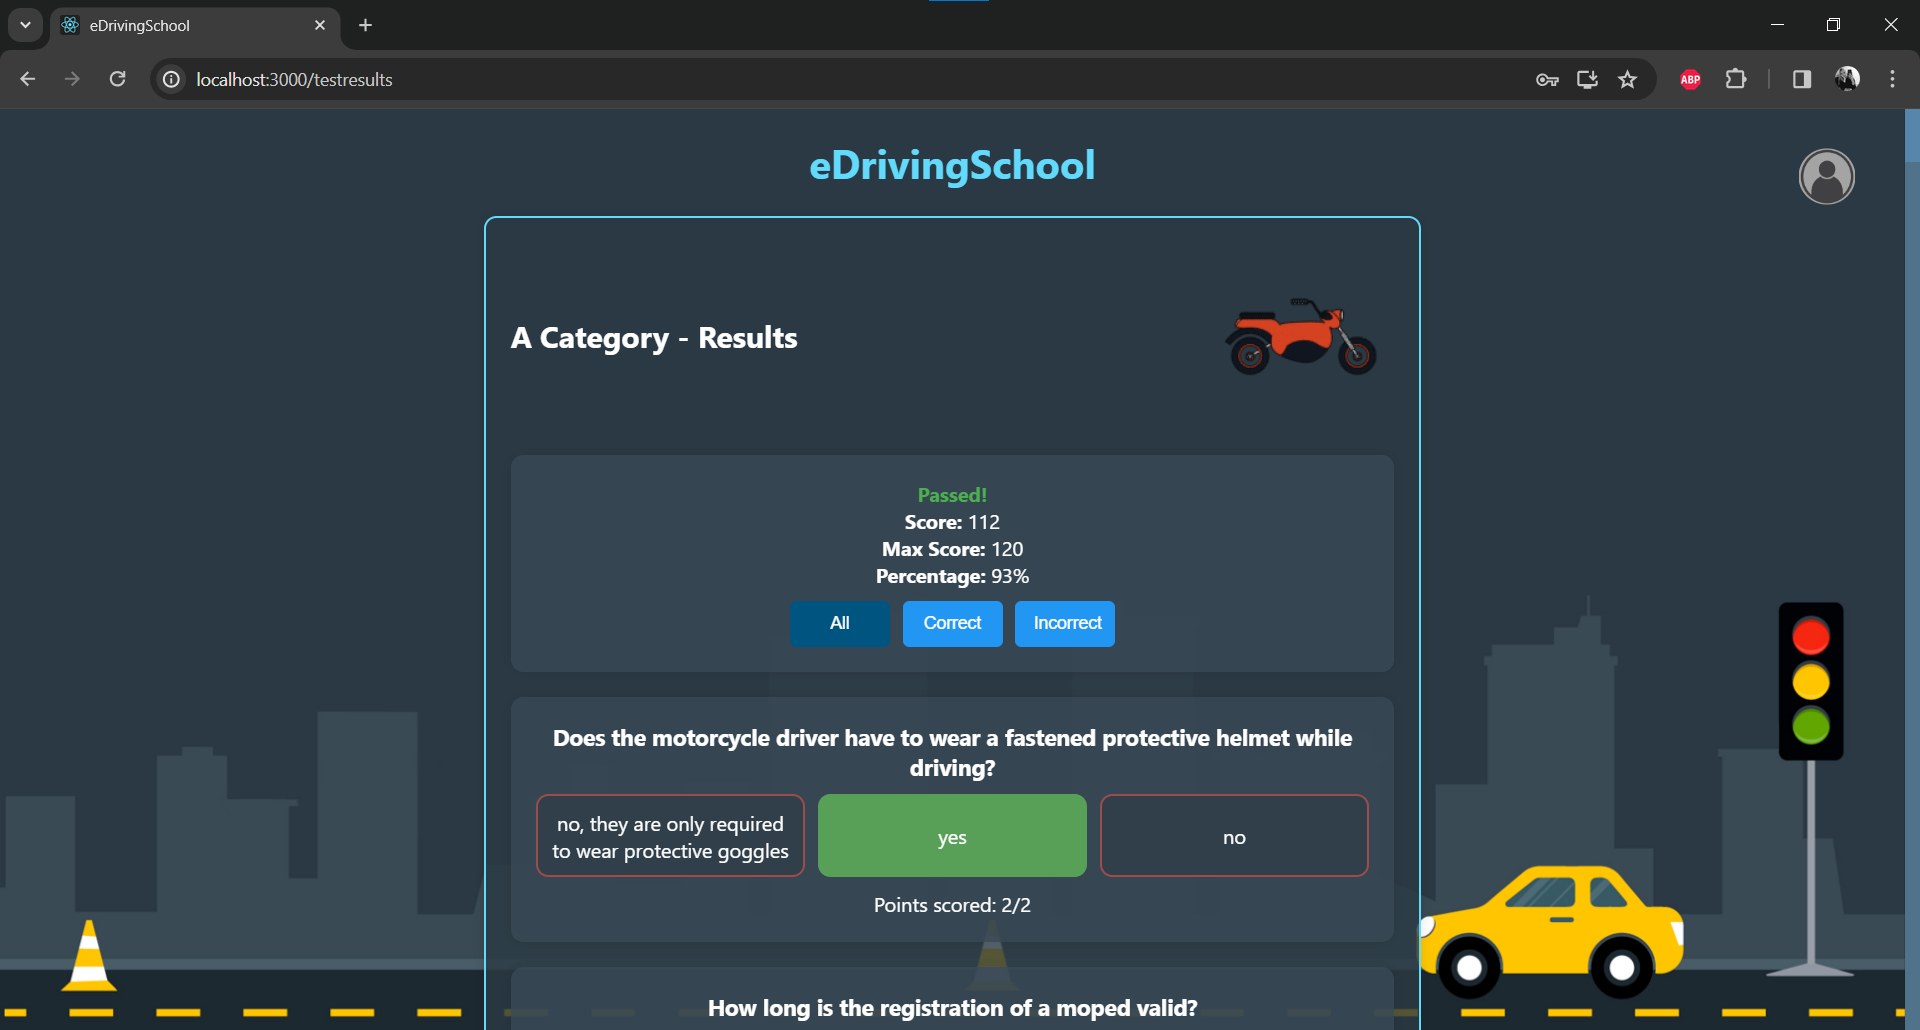 eDrivingSchool
localhost:3000/testresults
ABP
eDrivingSchool
A Category - Results
Passed!
Score: 112
Max Score: 120
Percentage: 93%
All
Correct
Incorrect
Does the motorcycle driver have to wear a fastened protective helmet while
driving?
no, they are only required
to wear protective goggles
yes
no
Points scored: 2/2
How long is the registration of a moped valid?